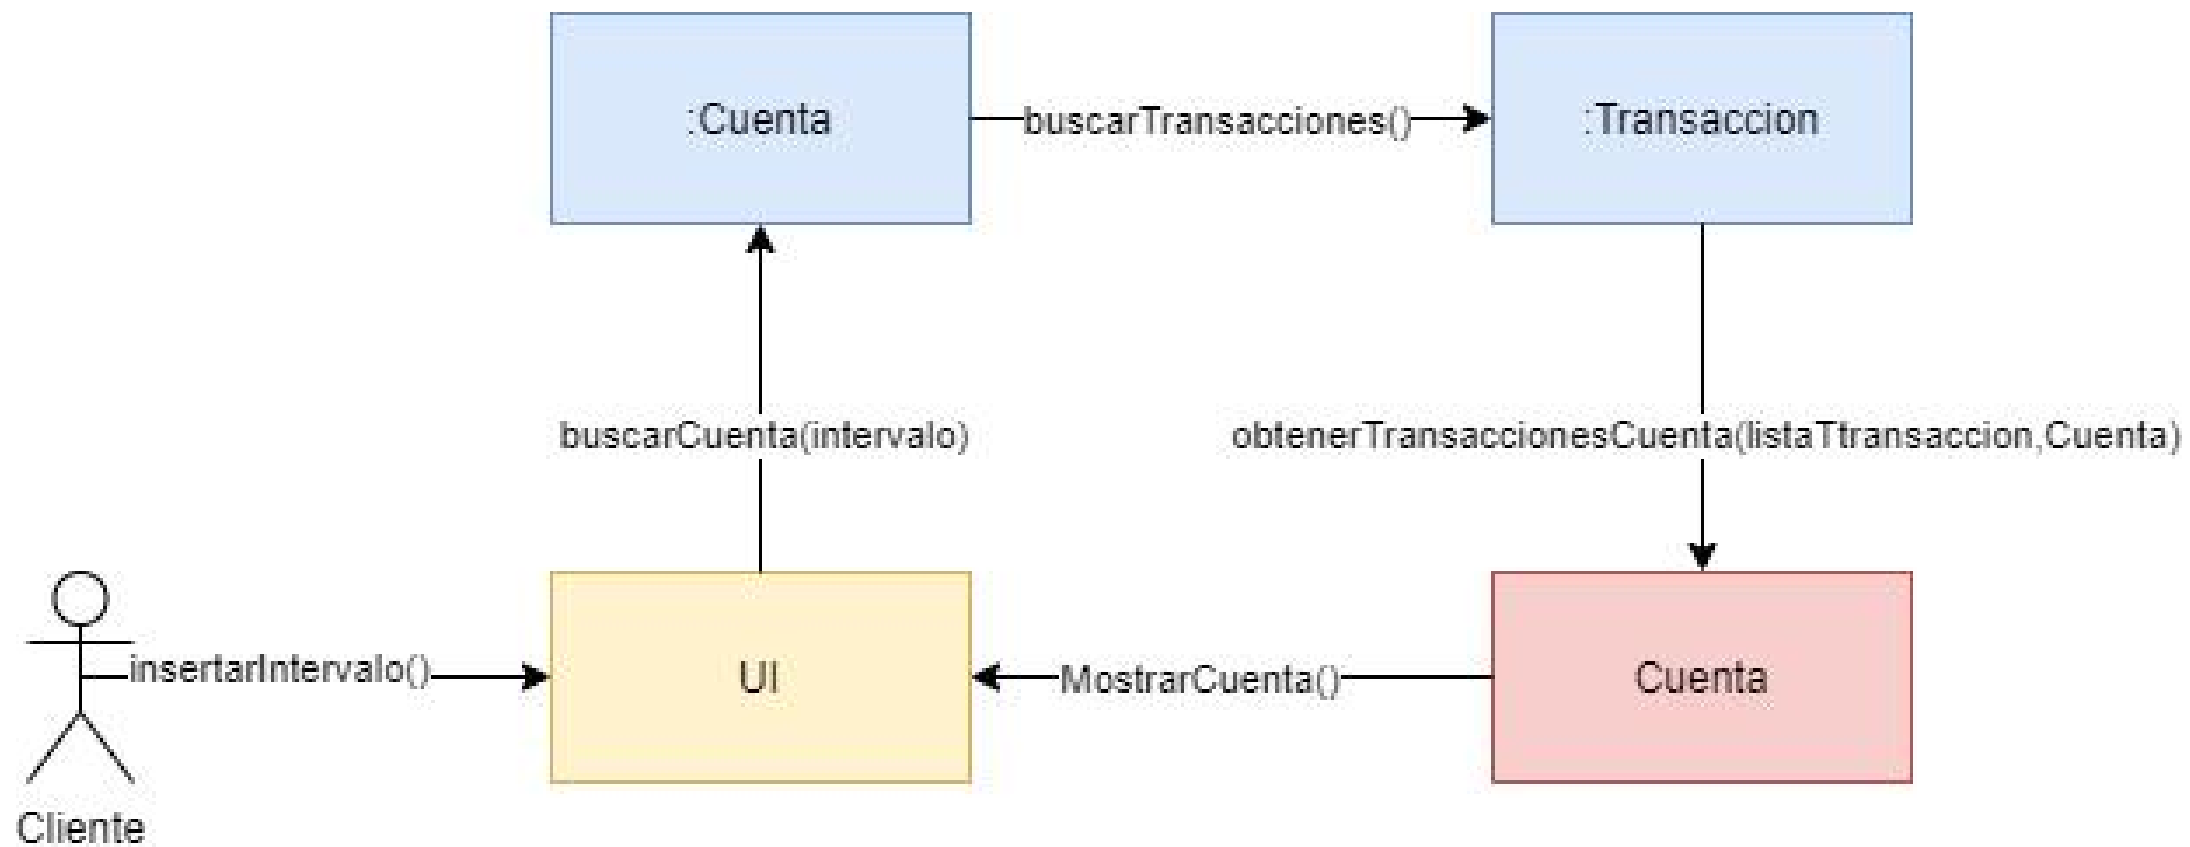 :Cuenta
buscarTransacciones()
:Transaccion
buscarCuenta(intervalo)
obtenerTransaccionesCuenta(listaTtransaccion,Cuenta)
insertarIntervalo()
UI
MostrarCuenta()
Cuenta
Cliente